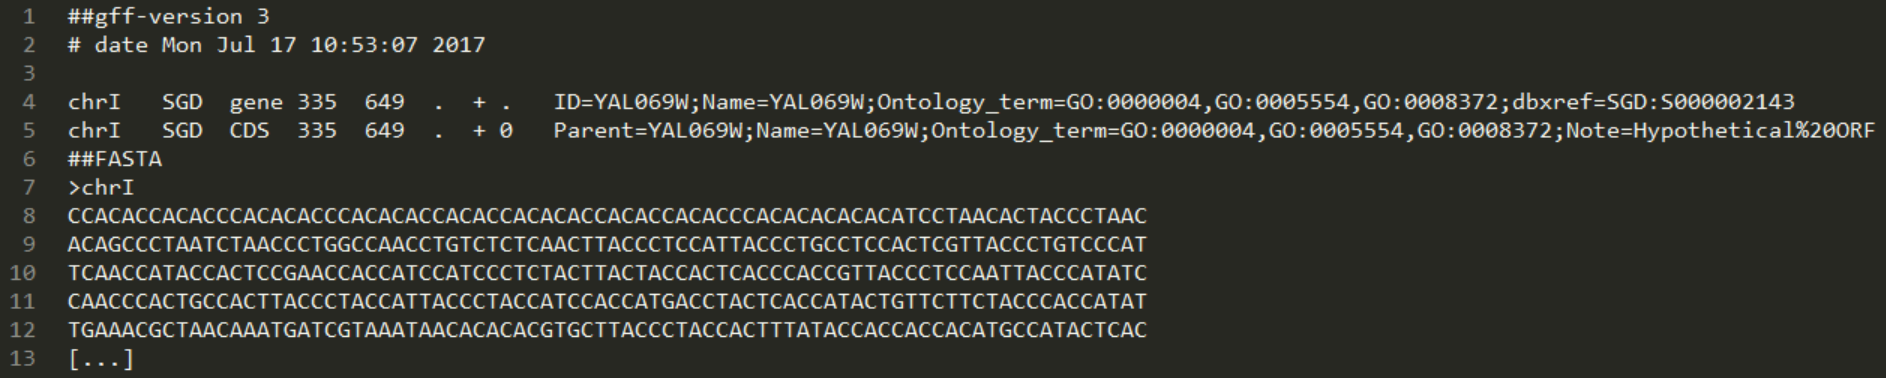 1 ##gff-version 3
2 # date Mon Jul 17 10:53:07 2017
3
4 chrI SGD gene 335 649 . + . ID=YAL069W;Name=YAL069W;Ontology_term=GO:0000004,GO:0005554,GO:0008372;dbxref=SGD:S000002143
5 chrI SGD CDS 335 649 . + 0 Parent=YAL069W;Name=YAL069W;Ontology_term=GO:0000004,GO:0005554,GO:0008372;Note=Hypothetical%20ORF
6 ##FASTA
7 >chrI
8 CCACACCACACCCACACACCCACACACCACACCACACACCACACCACACCCACACACACACATCCTAACACTACCCTAAC
9 ACAGCCCTAATCTAACCCTGGCCAACCTGTCTCTCAACTTACCCTCCATTACCCTGCCTCCACTCGTTACCCTGTCCCAT
10 TCAACCATACCACTCCGAACCACCATCCATCCCTCTACTTACTACCACTCACCCACCGTTACCCTCCAATTACCCATATC
11 CAACCCACTGCCACTTACCCTACCATTACCCTACCATCCACCATGACCTACTCACCATACTGTTCTTCTACCCACCATAT
12 TGAAACGCTAACAAATGATCGTAAATAACACACACGTGCTTACCCTACCACTTTATACCACCACCACATGCCATACTCAC
13 [...]